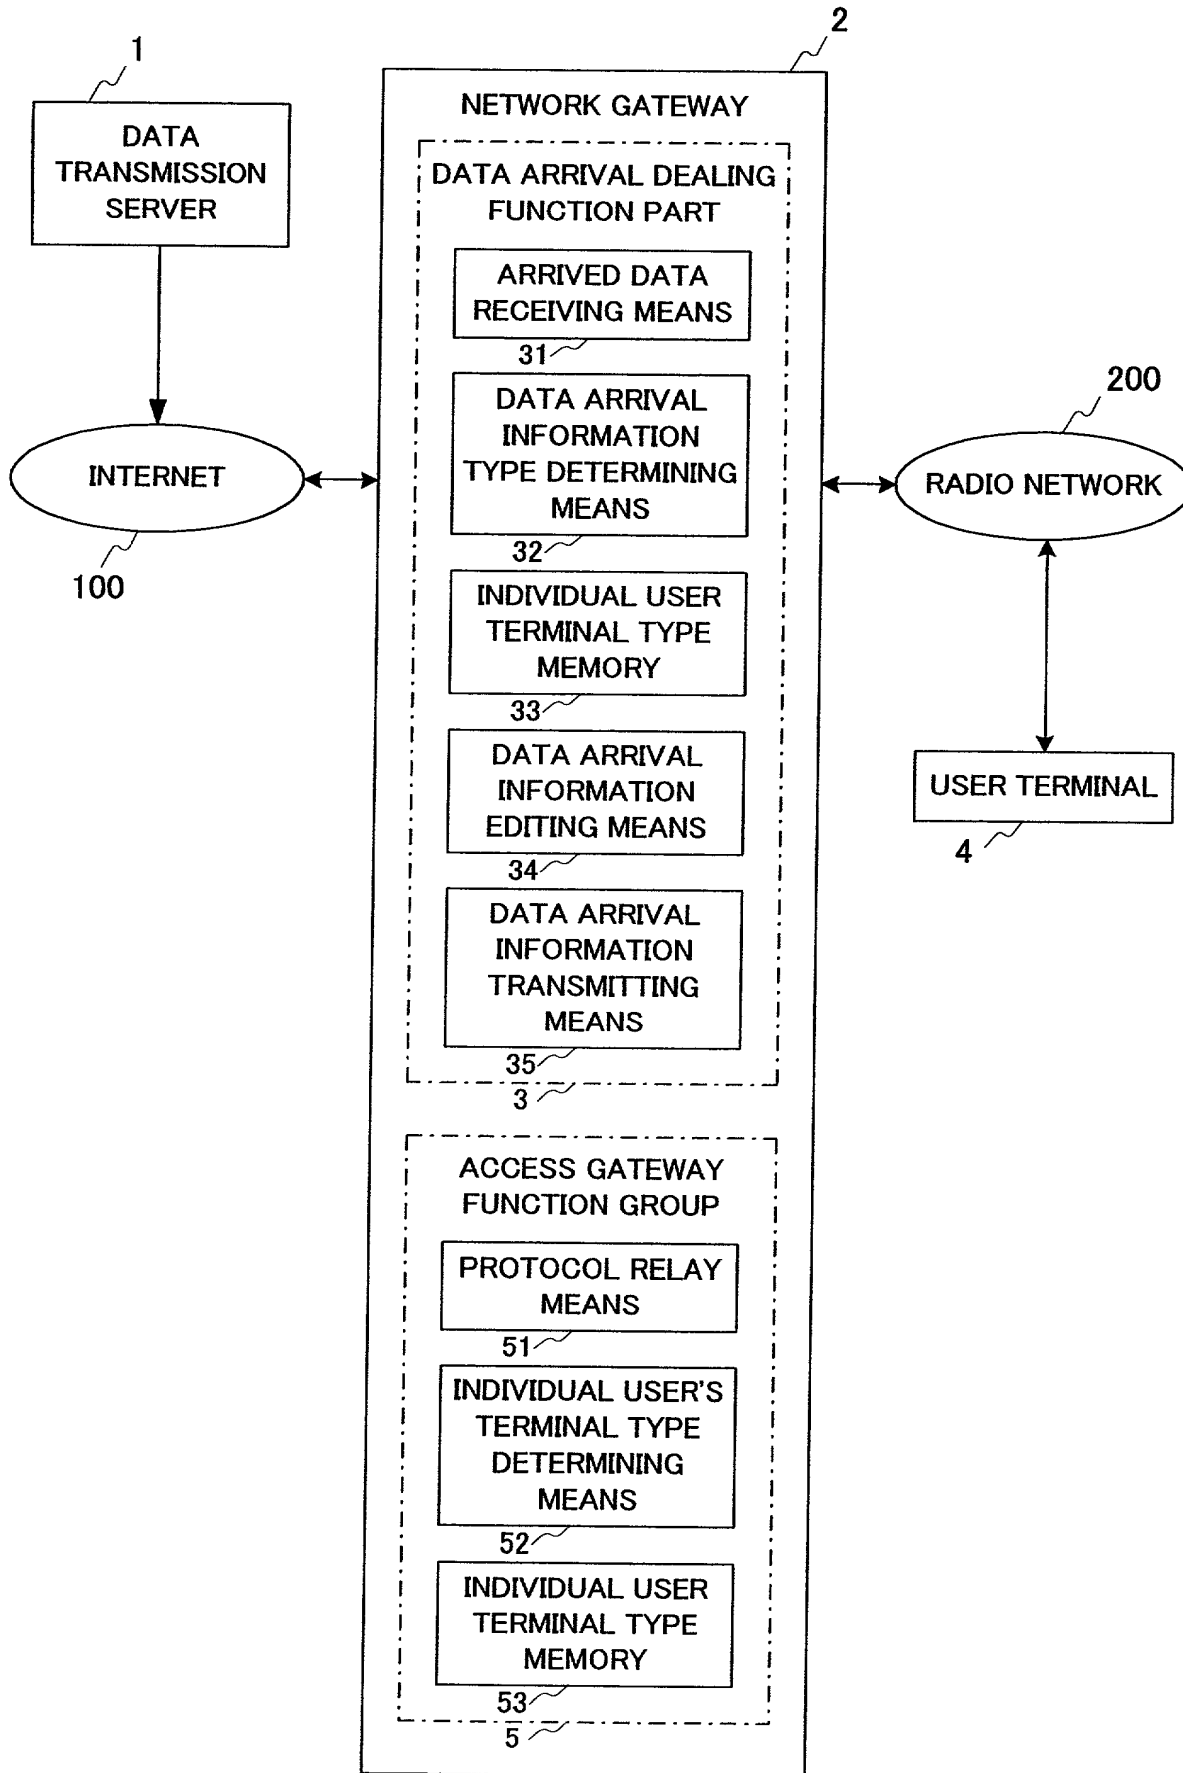 1
2
DATA
TRANSMISSION
SERVER
NETWORK GATEWAY
DATA ARRIVAL DEALING
FUNCTION PART
ARRIVED DATA
RECEIVING MEANS
31
DATA ARRIVAL
INFORMATION
TYPE DETERMINING
MEANS
32
INTERNET
100
200
RADIO NETWORK
INDIVIDUAL USER
TERMINAL TYPE
MEMORY
33
DATA ARRIVAL
INFORMATION
EDITING MEANS
34
USER TERMINAL
4
DATA ARRIVAL
INFORMATION
TRANSMITTING
MEANS
35
3
ACCESS GATEWAY
FUNCTION GROUP
PROTOCOL RELAY
MEANS
51
INDIVIDUAL USER'S
TERMINAL TYPE
DETERMINING
MEANS
52
INDIVIDUAL USER
TERMINAL TYPE
MEMORY
53
5